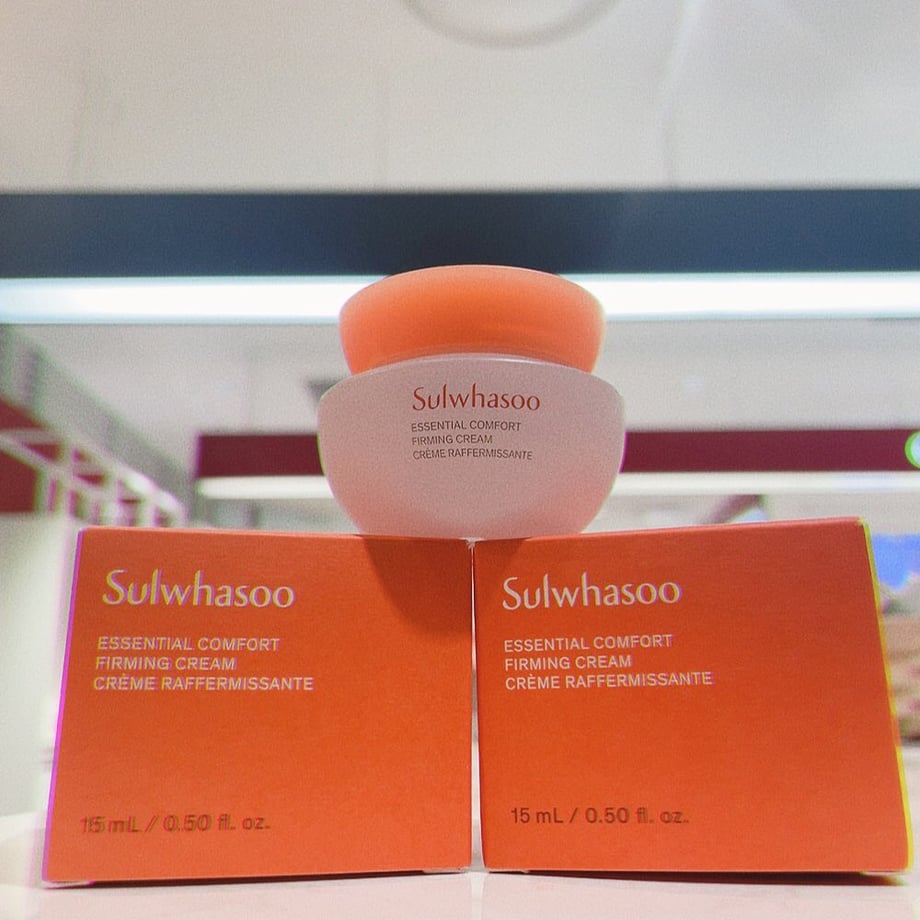 Sulwhasoo
ESSENTIAL COMFORT
FIRMING CREAM
CRÈME RAFFERMISSANTE
Sulwhasoo
ESSENTIAL COMFORT
FIRMING CREAM
CRÈME RAFFERMISSANTE
15 mL / 0.50 fl. oz.
Sulwhasoo
ESSENTIAL COMFORT
FIRMING CREAM
CRÈME RAFFERMISSANTE
15 mL / 0.50 fl. oz.